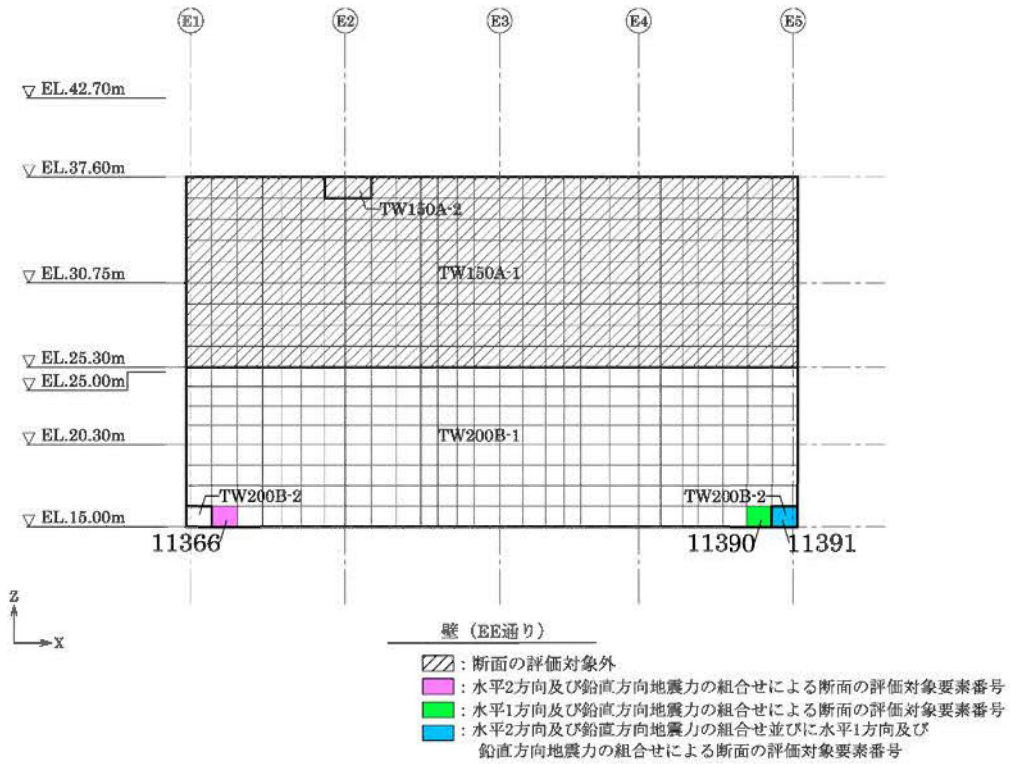 E1
E2
E3
E4
E5
EL.42.70m
EL.37.60m
TW150A-2
EL.30.75m
TW150A-1
EL.25.30m
EL.25.00m
EL.20.30m
TW200B-1
TW200B-2
TW200B-2
EL.15.00m
11366
11390
11391
Z
X
壁（EE通り）
：断面の評価対象外
：水平2方向及び鉛直方向地震力の組合せによる断面の評価対象要素番号
：水平1方向及び鉛直方向地震力の組合せによる断面の評価対象要素番号
：水平2方向及び鉛直方向地震力の組合せ並びに水平1方向及び
鉛直方向地震力の組合せによる断面の評価対象要素番号